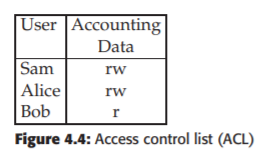 User Accounting
Data
Sam rw
Alice rw
Bob r
Figure 4.4: Access control list (ACL)